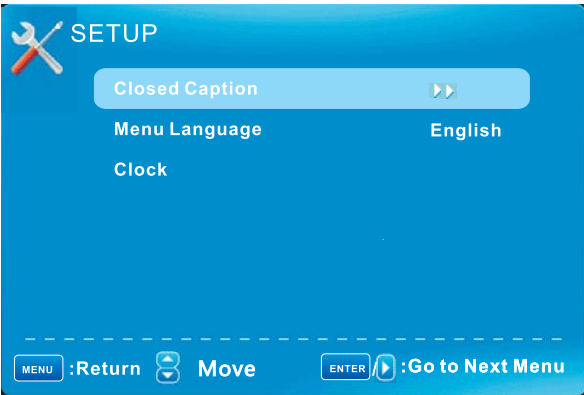 SETUP
Closed Caption
Menu Language English
Clock
MENU :Return Move ENTER / :Go to Next Menu